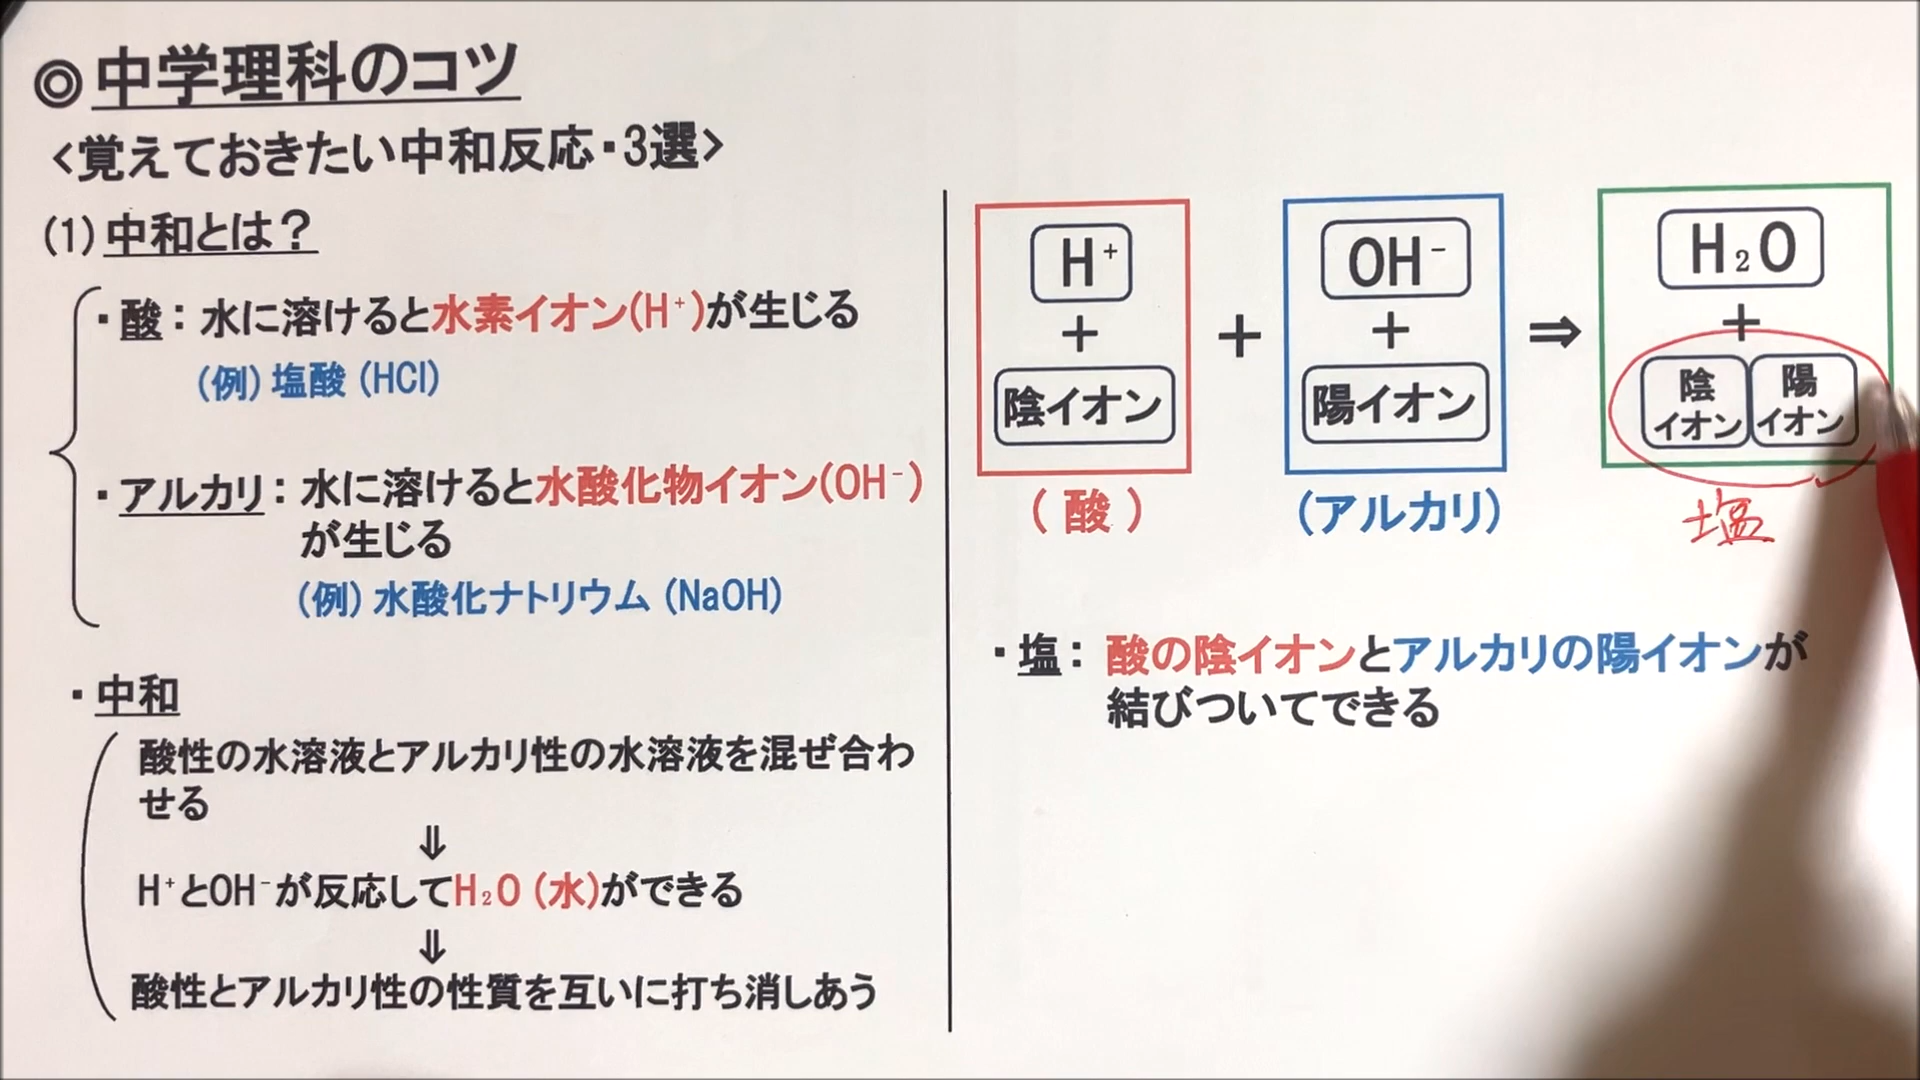 ◎中学理科のコツ
<覚えておきたい中和反応・3選>
(1)中和とは？
・酸：水に溶けると水素イオン(H⁺)が生じる
(例)塩酸(HCl)
・アルカリ：水に溶けると水酸化物イオン(OH⁻)
が生じる
(例)水酸化ナトリウム(NaOH)
・中和
酸性の水溶液とアルカリ性の水溶液を混ぜ合わ
せる
⇓
H⁺とOH⁻が反応してH₂O(水)ができる
⇓
酸性とアルカリ性の性質を互いに打ち消しあう
H⁺
+
陰イオン
(酸)
+
OH⁻
+
陽イオン
(アルカリ)
⇒
H₂O
+
陰
イオン
陽
イオン
塩
・塩：酸の陰イオンとアルカリの陽イオンが
結びついてできる